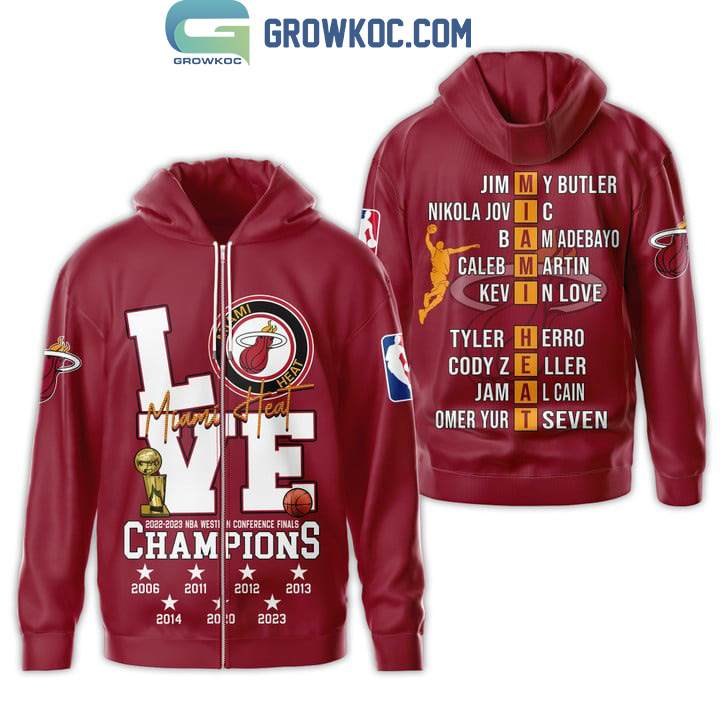 GROWKOC.COM
GROWKOC
LOVE
MIAMI
HEAT
Miami Heat
2022-2023 NBA WESTERN CONFERENCE FINALS
CHAMPIONS
2006 2011 2012 2013
2014 2020 2023
JIMMY BUTLER
NIKOLA JOVIC
BAM ADEBAYO
CALEB MARTIN
KEVIN LOVE
TYLER HERRO
CODY ZELLER
JAMAL CAIN
OMER YURTSEVEN